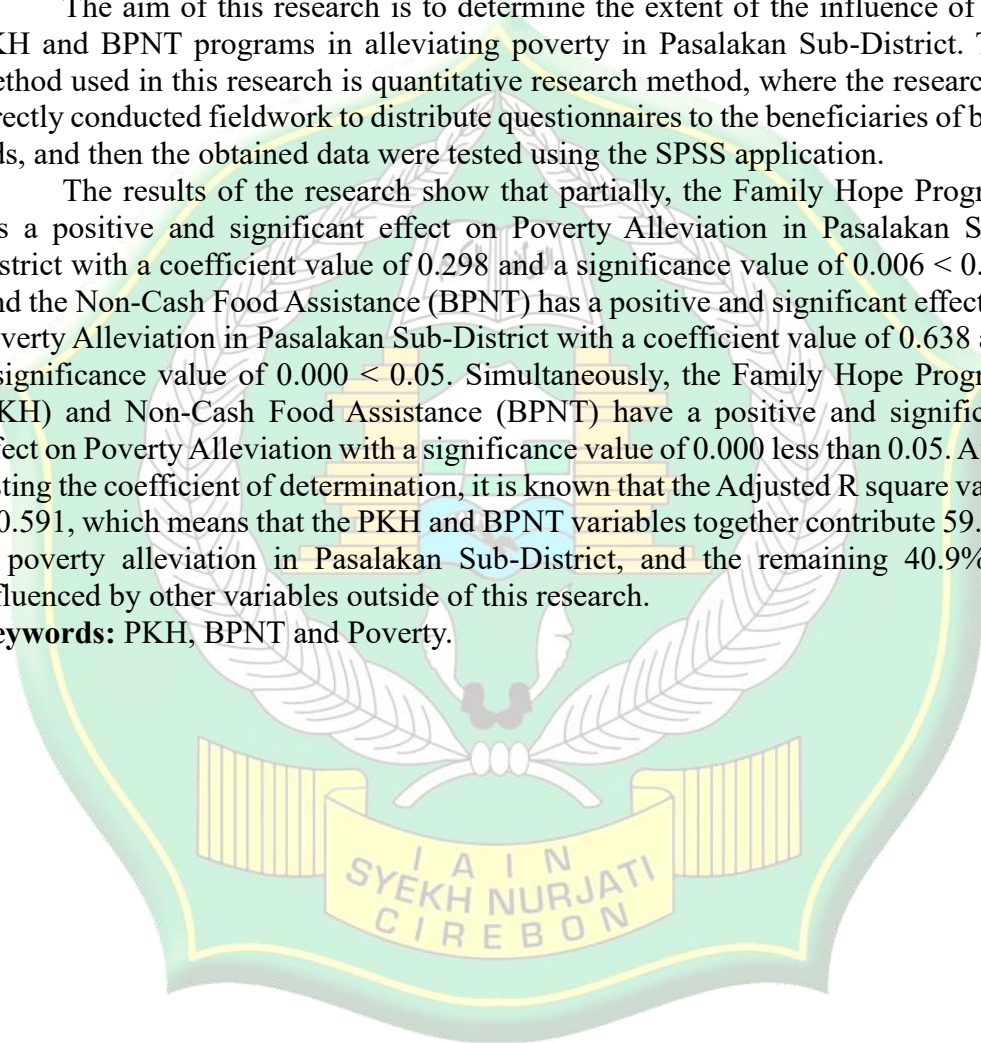 The aim of this research is to determine the extent of the influence of
KH and BPNT programs in alleviating poverty in Pasalakan Sub-District. T
ethod used in this research is quantitative research method, where the research
rectly conducted fieldwork to distribute questionnaires to the beneficiaries of b
ds, and then the obtained data were tested using the SPSS application.
The results of the research show that partially, the Family Hope Progr
s a positive and significant effect on Poverty Alleviation in Pasalakan S
strict with a coefficient value of 0.298 and a significance value of 0.006 < 0.
nd the Non-Cash Food Assistance (BPNT) has a positive and significant effect
verty Alleviation in Pasalakan Sub-District with a coefficient value of 0.638 a
significance value of 0.000 < 0.05. Simultaneously, the Family Hope Progr
KH) and Non-Cash Food Assistance (BPNT) have a positive and signific
fect on Poverty Alleviation with a significance value of 0.000 less than 0.05. A
sting the coefficient of determination, it is known that the Adjusted R square va
0.591, which means that the PKH and BPNT variables together contribute 59.
poverty alleviation in Pasalakan Sub-District, and the remaining 40.9%
fluenced by other variables outside of this research.
eywords: PKH, BPNT and Poverty.
IAIN
SYEKH NURJATI
CIREBON